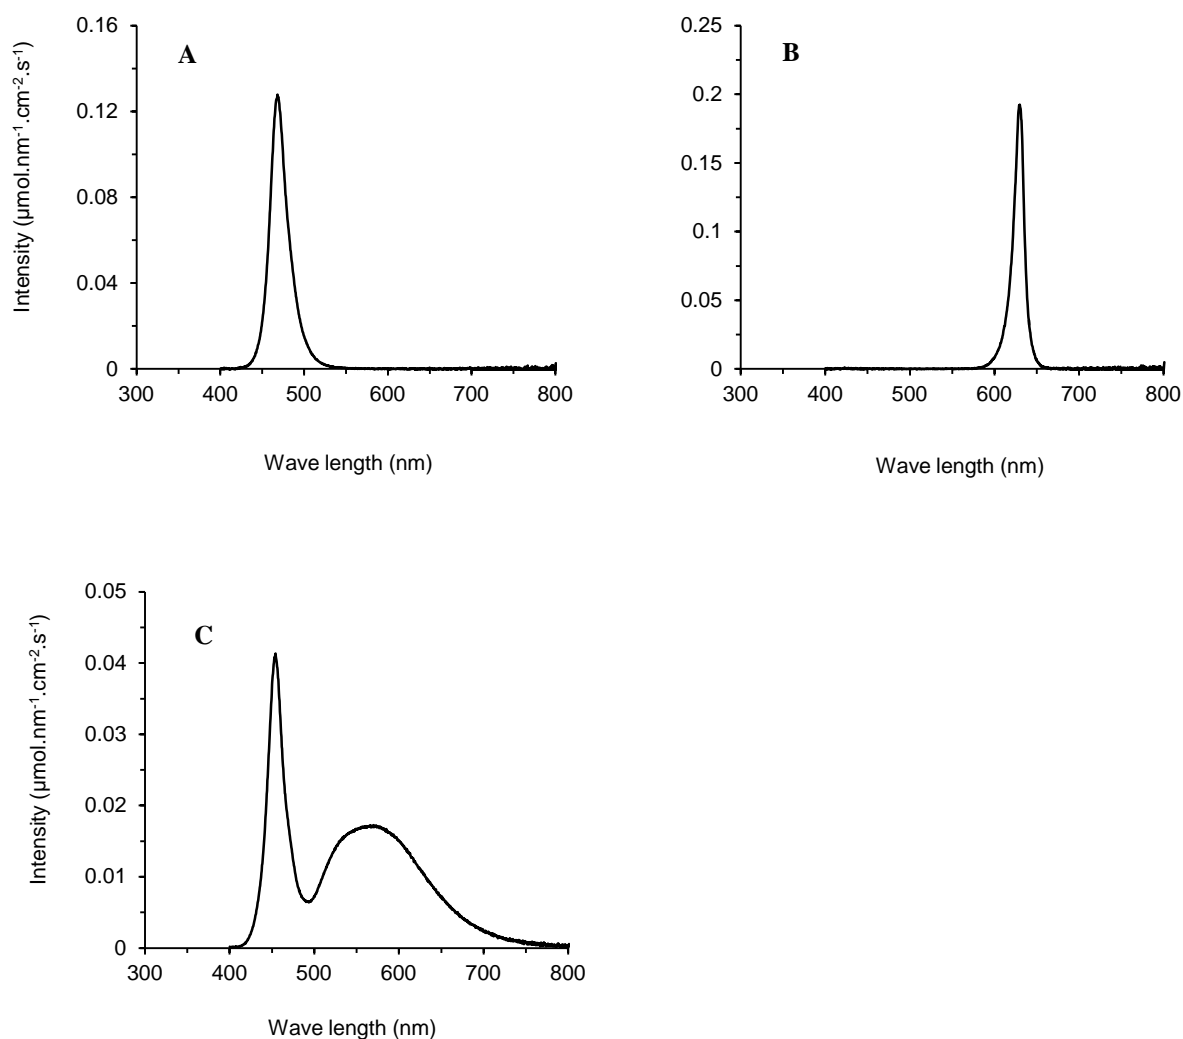 A
Intensity (µmol.nm⁻¹.cm⁻².s⁻¹)
0.16
0.12
0.08
0.04
0
300 400 500 600 700 800
Wave length (nm)
B
0.25
0.2
0.15
0.1
0.05
0
300 400 500 600 700 800
Wave length (nm)
C
Intensity (µmol.nm⁻¹.cm⁻².s⁻¹)
0.05
0.04
0.03
0.02
0.01
0
300 400 500 600 700 800
Wave length (nm)